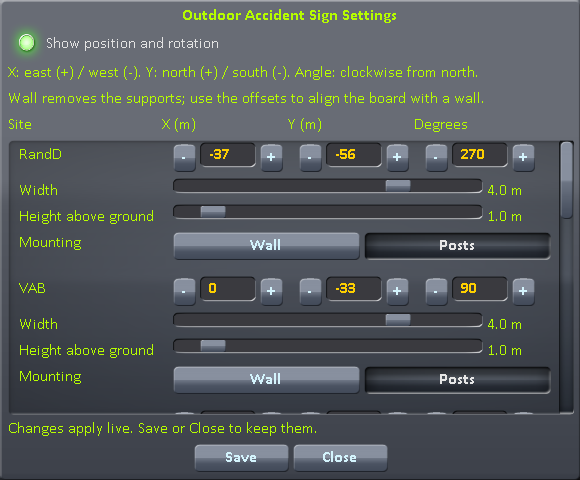 Outdoor Accident Sign Settings
Show position and rotation
X: east (+) / west (-). Y: north (+) / south (-). Angle: clockwise from north.
Wall removes the supports; use the offsets to align the board with a wall.
Site X (m) Y (m) Degrees
RandD - -37 + - -56 + - 270 +
Width 4.0 m
Height above ground 1.0 m
Mounting Wall Posts
VAB - 0 + - -33 + - 90 +
Width 4.0 m
Height above ground 1.0 m
Mounting Wall Posts
Changes apply live. Save or Close to keep them.
Save Close